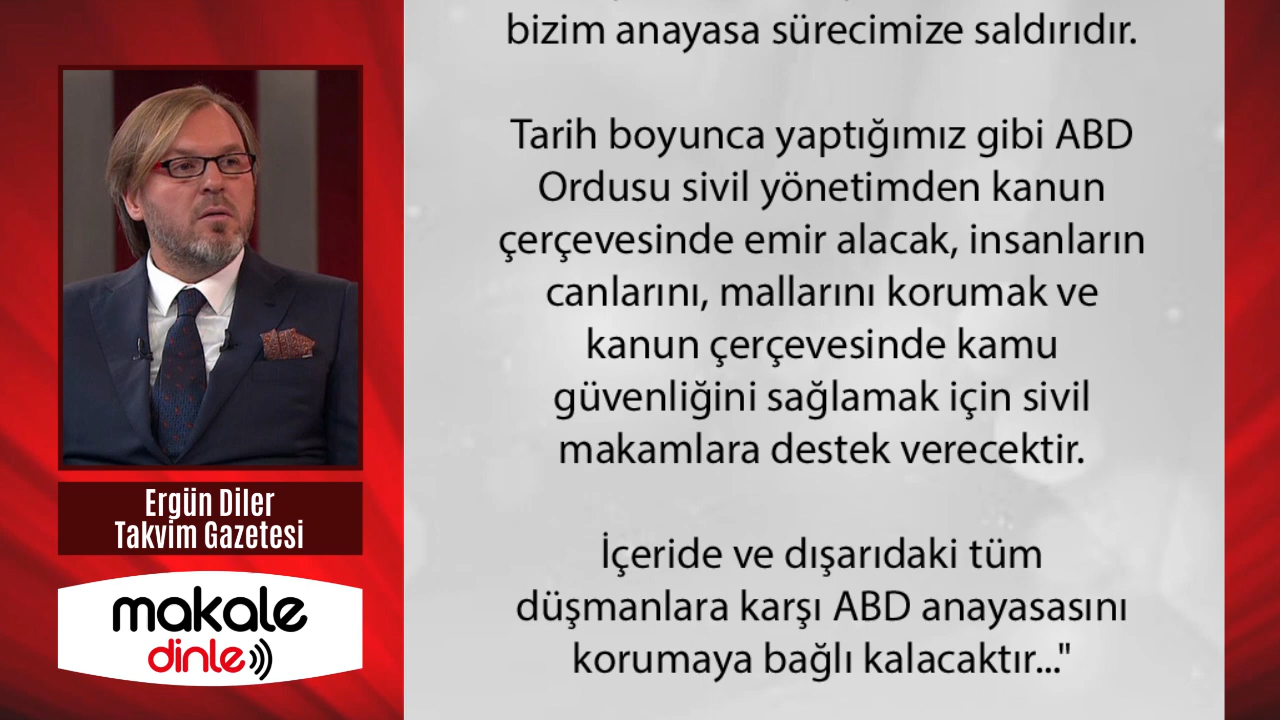 bizim anayasa sürecimize saldırıdır.
Tarih boyunca yaptığımız gibi ABD
Ordusu sivil yönetimden kanun
çerçevesinde emir alacak, insanların
canlarını, mallarını korumak ve
kanun çerçevesinde kamu
güvenliğini sağlamak için sivil
makamlara destek verecektir.
İçeride ve dışarıdaki tüm
düşmanlara karşı ABD anayasasını
korumaya bağlı kalacaktır..."
Ergün Diler
Takvim Gazetesi
makale
dinle